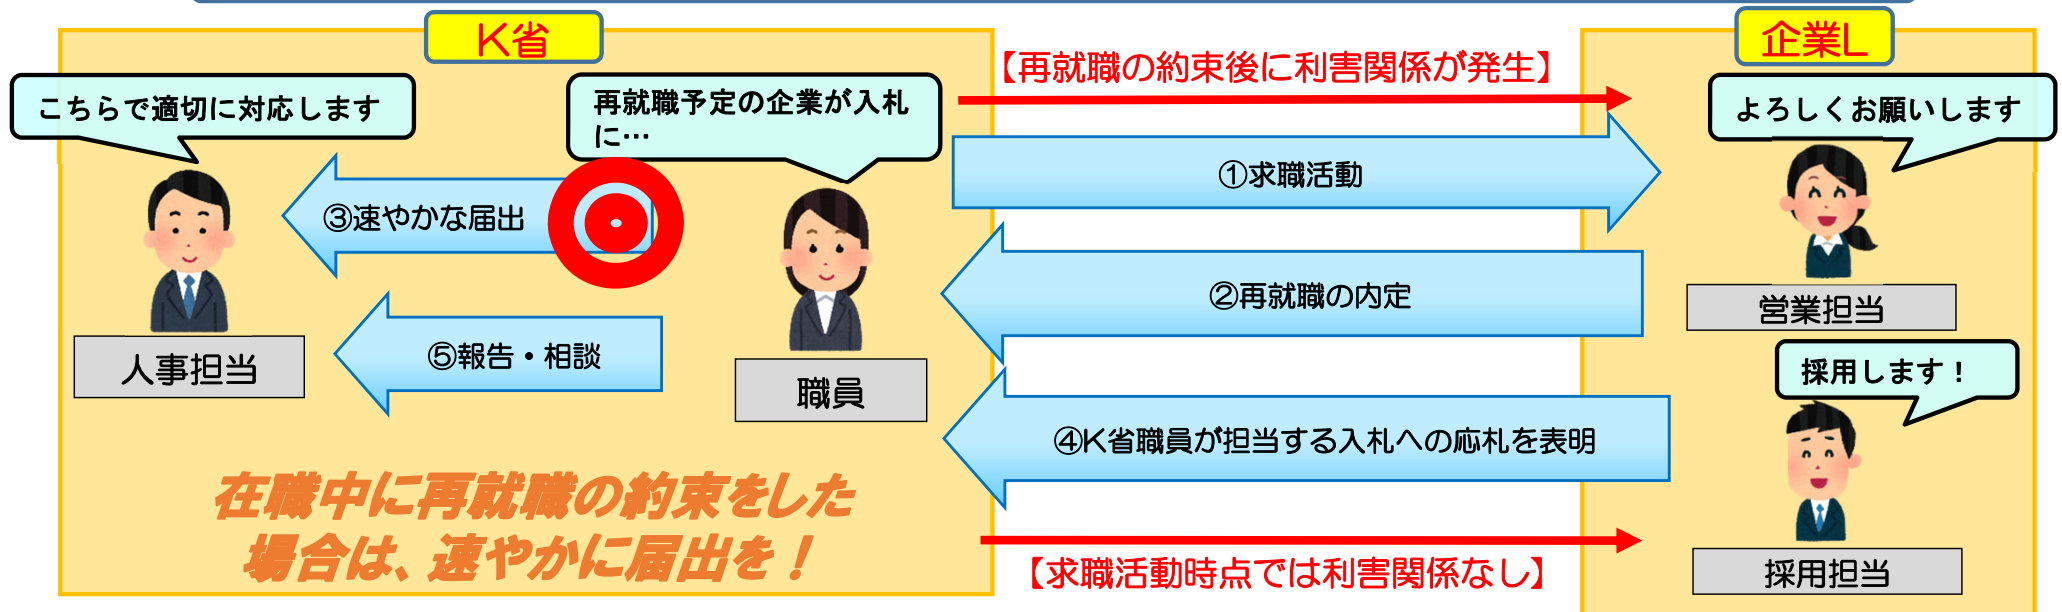 K省
企業L
【再就職の約束後に利害関係が発生】
こちらで適切に対応します
再就職予定の企業が入札
に…
よろしくお願いします
①求職活動
③速やかな届出
②再就職の内定
営業担当
人事担当
⑤報告・相談
職員
採用します！
④K省職員が担当する入札への応札を表明
在職中に再就職の約束をした
場合は、速やかに届出を！
【求職活動時点では利害関係なし】
採用担当